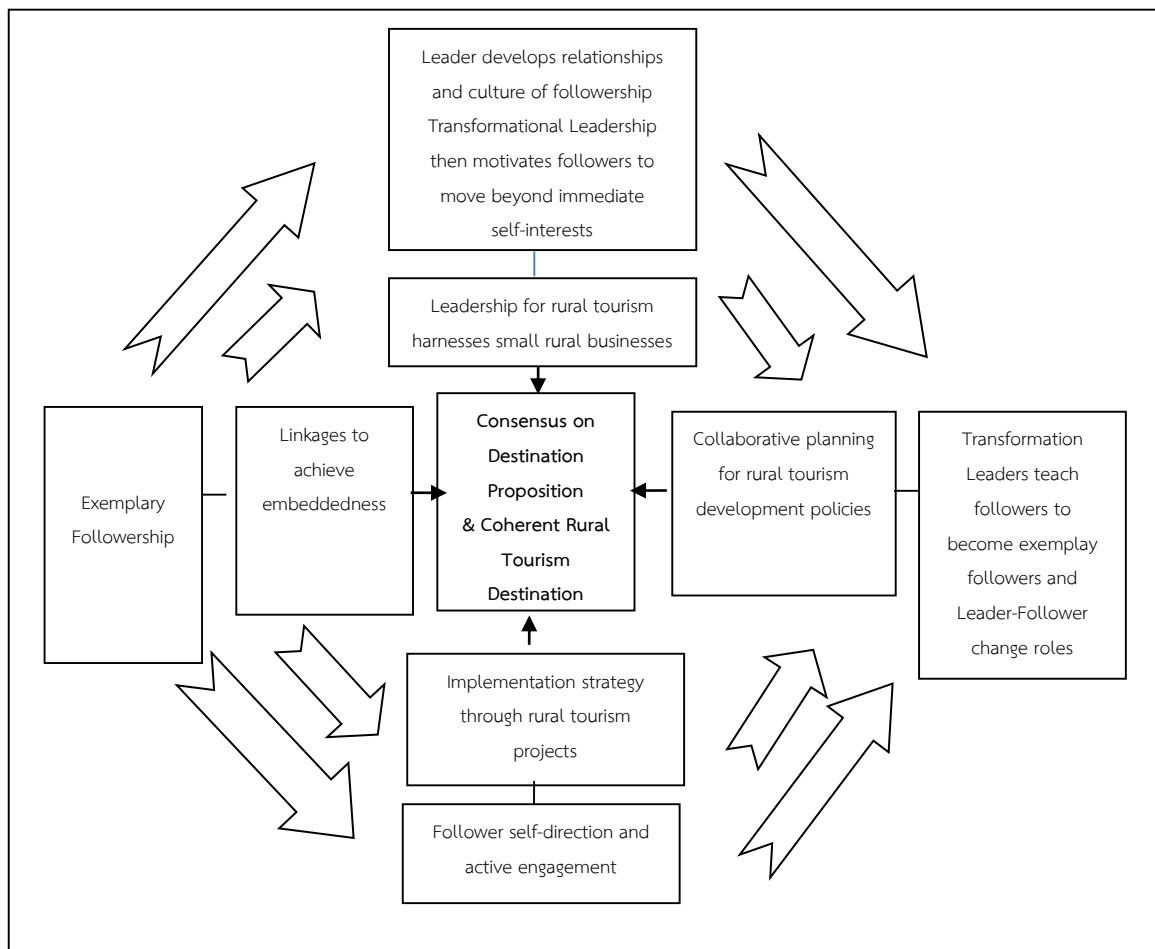 Leader develops relationships
and culture of followership
Transformational Leadership
then motivates followers to
move beyond immediate
self-interests
Leadership for rural tourism
harnesses small rural businesses
Exemplary
Followership
Linkages to
achieve
embeddedness
Consensus on
Destination
Proposition
& Coherent Rural
Tourism
Destination
Collaborative planning
for rural tourism
development policies
Transformation
Leaders teach
followers to
become exemplay
followers and
Leader-Follower
change roles
Implementation strategy
through rural tourism
projects
Follower self-direction and
active engagement